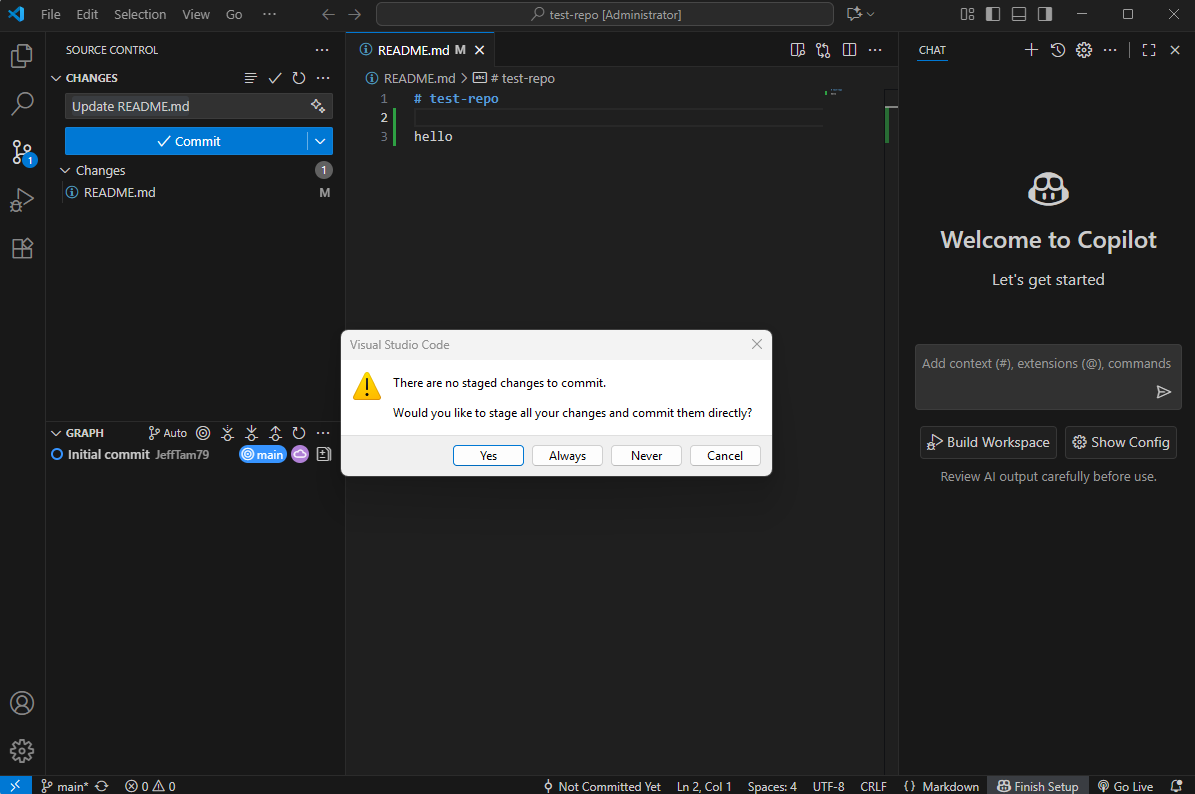 File Edit Selection View Go ··· test-repo [Administrator]
SOURCE CONTROL
CHANGES
Update README.md
Commit
Changes 1
README.md M
1
GRAPH Auto
Initial commit JeffTam79 main
README.md M
README.md > # test-repo
1 # test-repo
2
3 hello
Visual Studio Code
There are no staged changes to commit.
Would you like to stage all your changes and commit them directly?
Yes Always Never Cancel
CHAT
Welcome to Copilot
Let's get started
Add context (#), extensions (@), commands
Build Workspace Show Config
Review AI output carefully before use.
main* 0 0 Not Committed Yet Ln 2, Col 1 Spaces: 4 UTF-8 CRLF {} Markdown Finish Setup Go Live